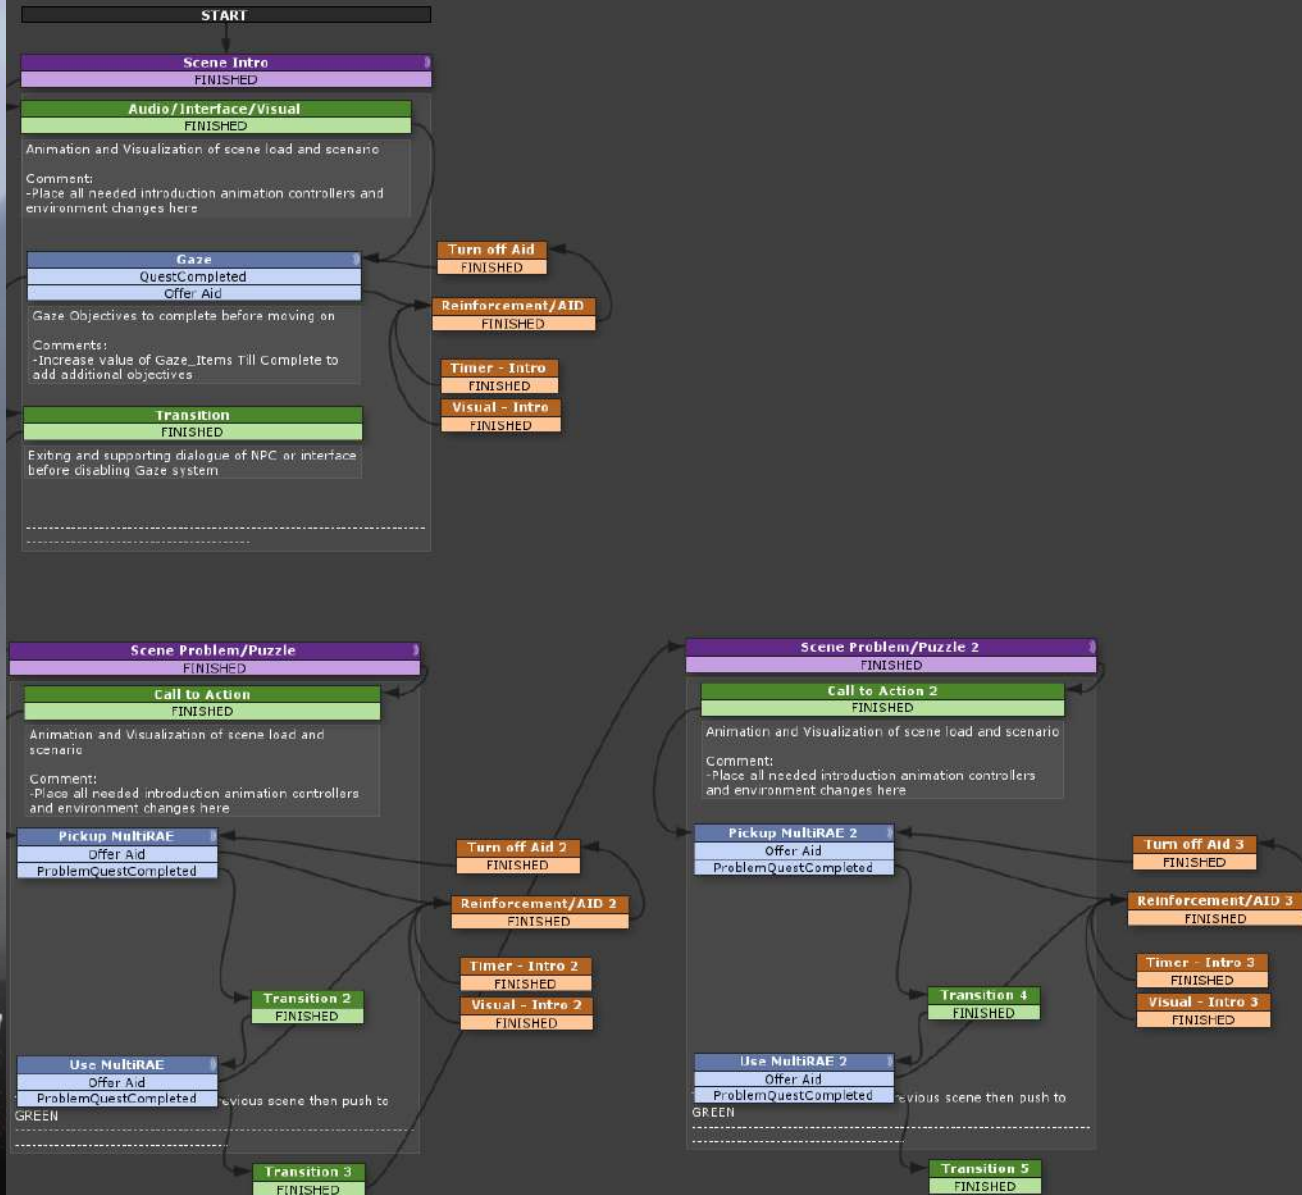 START
Scene Intro
FINISHED
Audio/Interface/Visual
FINISHED
Animation and Visualization of scene load and scenario
Comment:
-Place all needed introduction animation controllers and
environment changes here
Gaze
QuestCompleted
Offer Aid
Gaze Objectives to complete before moving on
Comments:
-Increase value of Gaze_Items Till Complete to
add additional objectives
Turn off Aid
FINISHED
Reinforcement/AID
FINISHED
Timer - Intro
FINISHED
Visual - Intro
FINISHED
Transition
FINISHED
Exiting and supporting dialogue of NPC or interface
before disabling Gaze system
Scene Problem/Puzzle
FINISHED
Call to Action
FINISHED
Animation and Visualization of scene load and
scenario
Comment:
-Place all needed introduction animation controllers
and environment changes here
Pickup MultiRAE
Offer Aid
ProblemQuestCompleted
Turn off Aid 2
FINISHED
Reinforcement/AID 2
FINISHED
Timer - Intro 2
FINISHED
Visual - Intro 2
FINISHED
Transition 2
FINISHED
Use MultiRAE
Offer Aid
ProblemQuestCompleted
evious scene then push to
GREEN
Transition 3
FINISHED
Scene Problem/Puzzle 2
FINISHED
Call to Action 2
FINISHED
Animation and Visualization of scene load and scenario
Comment:
-Place all needed introduction animation controllers
and environment changes here
Pickup MultiRAE 2
Offer Aid
ProblemQuestCompleted
Turn off Aid 3
FINISHED
Reinforcement/AID 3
FINISHED
Timer - Intro 3
FINISHED
Visual - Intro 3
FINISHED
Transition 4
FINISHED
Use MultiRAE 2
Offer Aid
ProblemQuestCompleted
evious scene then push to
GREEN
Transition 5
FINISHED